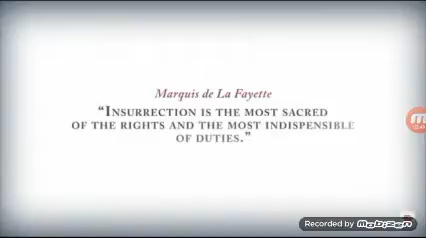 Marquis de La Fayette
“Insurrection is the most sacred
of the rights and the most indispensible
of duties.”
Recorded by mobizen